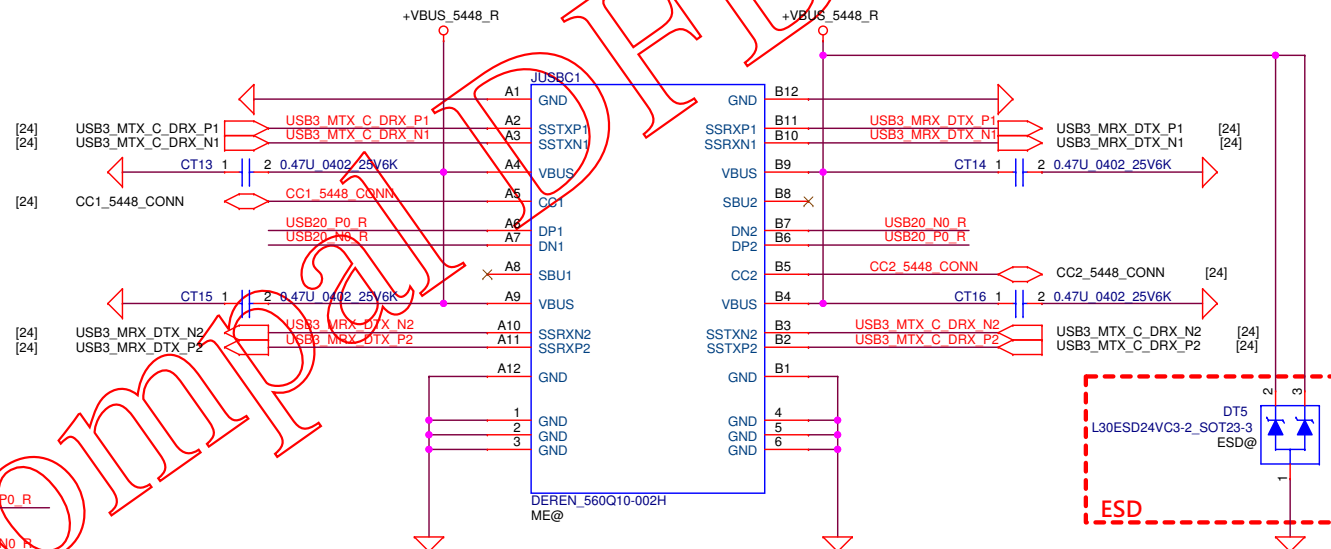 +VBUS_5448_R
+VBUS_5448_R
JUSBC1
A1 GND
GND B12
[24] USB3_MTX_C_DRX_P1 USB3_MTX_C_DRX_P1 A2 SSTXP1
SSRXP1 B11 USB3_MRX_DTX_P1 USB3_MRX_DTX_P1 [24]
[24] USB3_MTX_C_DRX_N1 USB3_MTX_C_DRX_N1 A3 SSTXN1
SSRXN1 B10 USB3_MRX_DTX_N1 USB3_MRX_DTX_N1 [24]
CT13 1 2 0.47U_0402_25V6K A4 VBUS
VBUS B9 CT14 1 2 0.47U_0402_25V6K
[24] CC1_5448_CONN CC1_5448_CONN A5 CC1
SBU2 B8
USB20_P0_R A6 DP1
DN2 B7 USB20_N0_R
USB20_N0_R A7 DN1
DP2 B6 USB20_P0_R
A8 SBU1
CC2 B5 CC2_5448_CONN CC2_5448_CONN [24]
CT15 1 2 0.47U_0402_25V6K A9 VBUS
VBUS B4 CT16 1 2 0.47U_0402_25V6K
[24] USB3_MRX_DTX_N2 USB3_MRX_DTX_N2 A10 SSRXN2
SSTXN2 B3 USB3_MTX_C_DRX_N2 USB3_MTX_C_DRX_N2 [24]
[24] USB3_MRX_DTX_P2 USB3_MRX_DTX_P2 A11 SSRXP2
SSTXP2 B2 USB3_MTX_C_DRX_P2 USB3_MTX_C_DRX_P2 [24]
A12 GND
GND B1
1 GND
GND 4
2 GND
GND 5
3 GND
GND 6
2 3
DT5
L30ESD24VC3-2_SOT23-3
ESD@
1
ESD
DEREN_560Q10-002H
ME@
P0_R
N0_R
ompal D